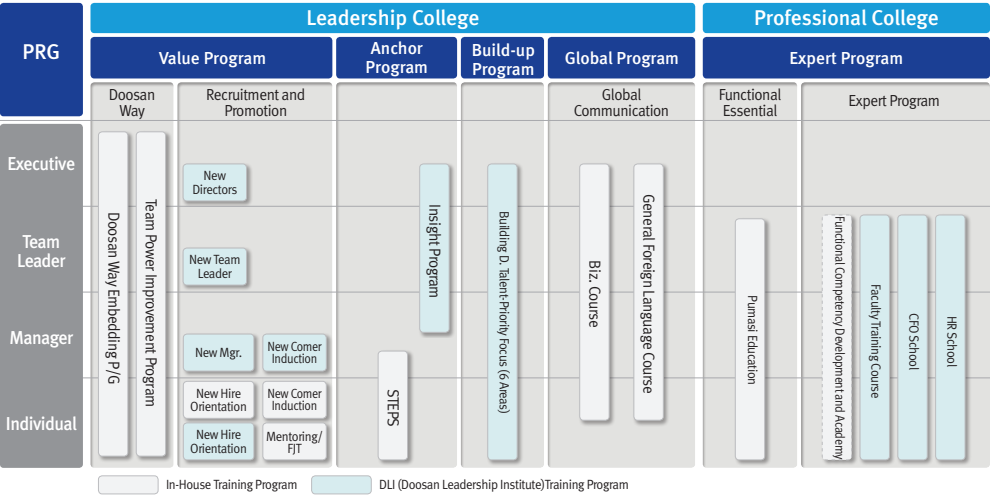 PRG
Leadership College
Professional College
Value Program
Anchor
Program
Build-up
Program
Global Program
Expert Program
Doosan
Way
Recruitment and
Promotion
Global
Communication
Functional
Essential
Expert Program
Executive
Team
Leader
Manager
Individual
Doosan Way Embedding P/G
Team Power Improvement Program
New
Directors
New Team
Leader
New Mgr.
New Comer
Induction
New Hire
Orientation
New Comer
Induction
New Hire
Orientation
Mentoring/
FJT
STEPS
Insight Program
Building D. Talent-Priority Focus (6 Areas)
Biz. Course
General Foreign Language Course
Pumasi Education
Functional Competency Development and Academy
Faculty Training Course
CFO School
HR School
In-House Training Program
DLI (Doosan Leadership Institute)Training Program